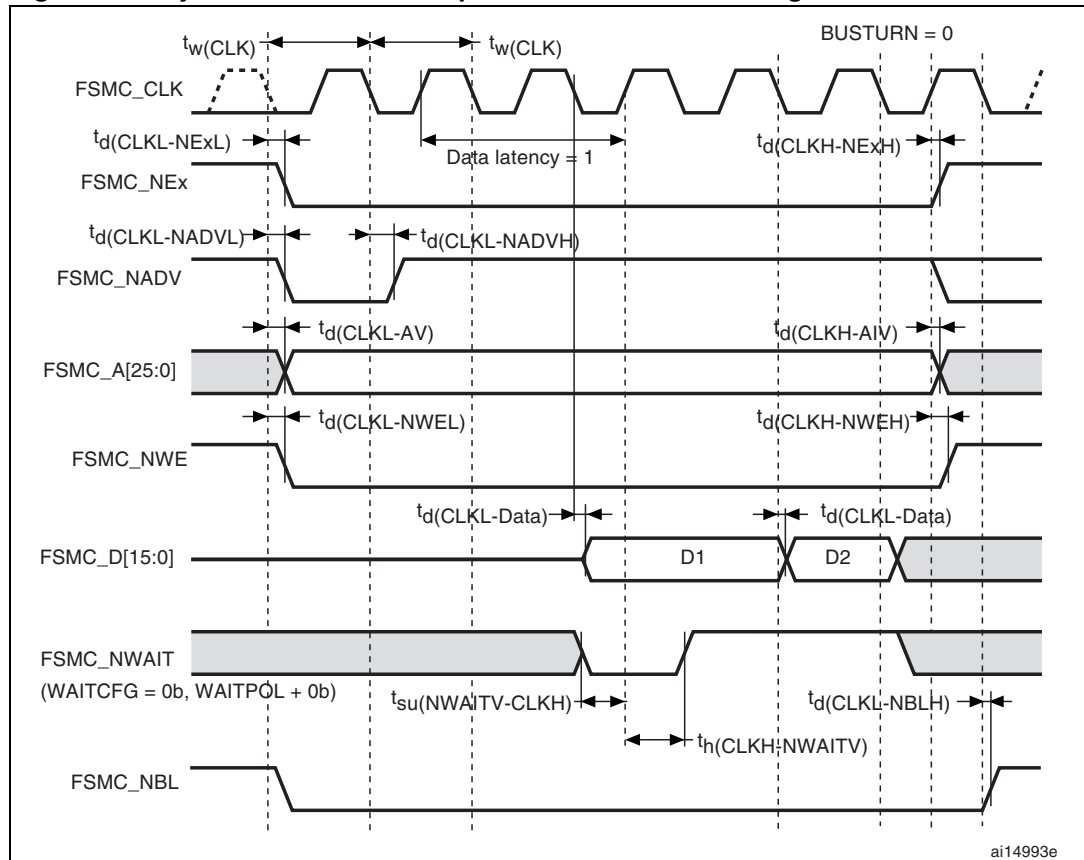 BUSTURN = 0
tw(CLK)
tw(CLK)
FSMC_CLK
td(CLKL-NExL)
Data latency = 1
td(CLKH-NExH)
FSMC_NEx
td(CLKL-NADVL)
td(CLKL-NADVH)
FSMC_NADV
td(CLKL-AV)
td(CLKH-AIV)
FSMC_A[25:0]
td(CLKL-NWEL)
td(CLKH-NWEH)
FSMC_NWE
td(CLKL-Data)
td(CLKL-Data)
FSMC_D[15:0]
D1
D2
FSMC_NWAIT
(WAITCFG = 0b, WAITPOL + 0b)
tsu(NWAITV-CLKH)
td(CLKL-NBLH)
th(CLKH-NWAITV)
FSMC_NBL
ai14993e